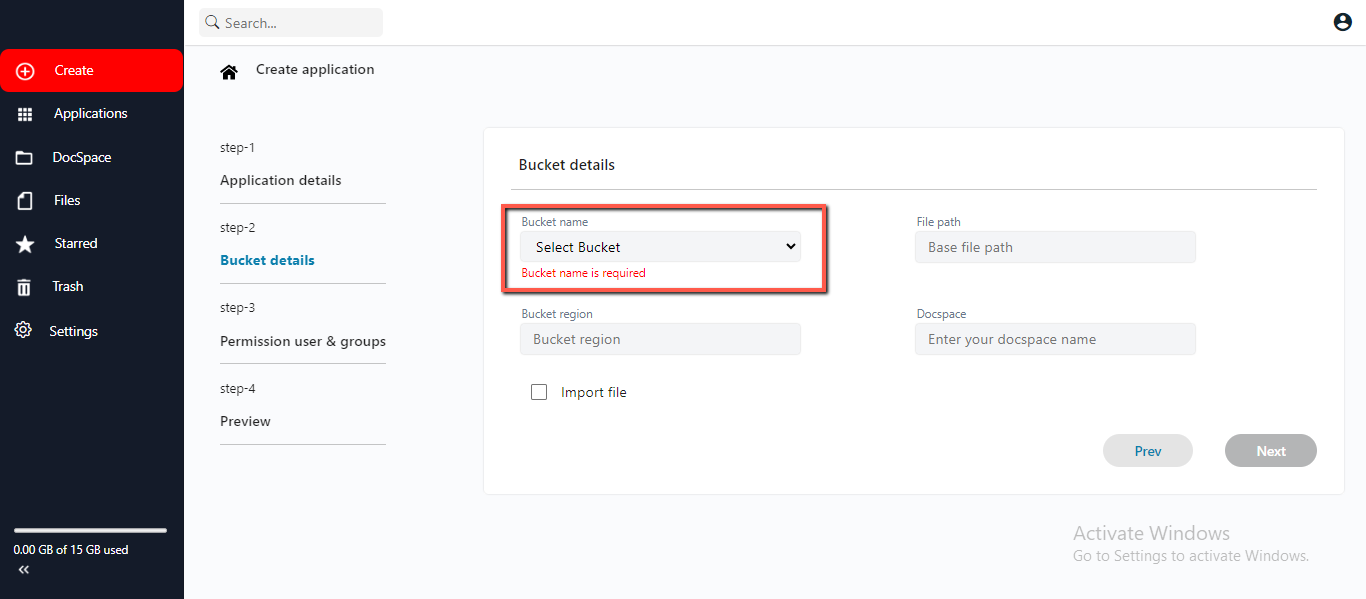 Search...
Create
Applications
DocSpace
Files
Starred
Trash
Settings
0.00 GB of 15 GB used
Create application
step-1
Application details
step-2
Bucket details
step-3
Permission user & groups
step-4
Preview
Bucket details
Bucket name
Select Bucket
Bucket name is required
File path
Base file path
Bucket region
Bucket region
Docspace
Enter your docspace name
Import file
Prev
Next
Activate Windows
Go to Settings to activate Windows.